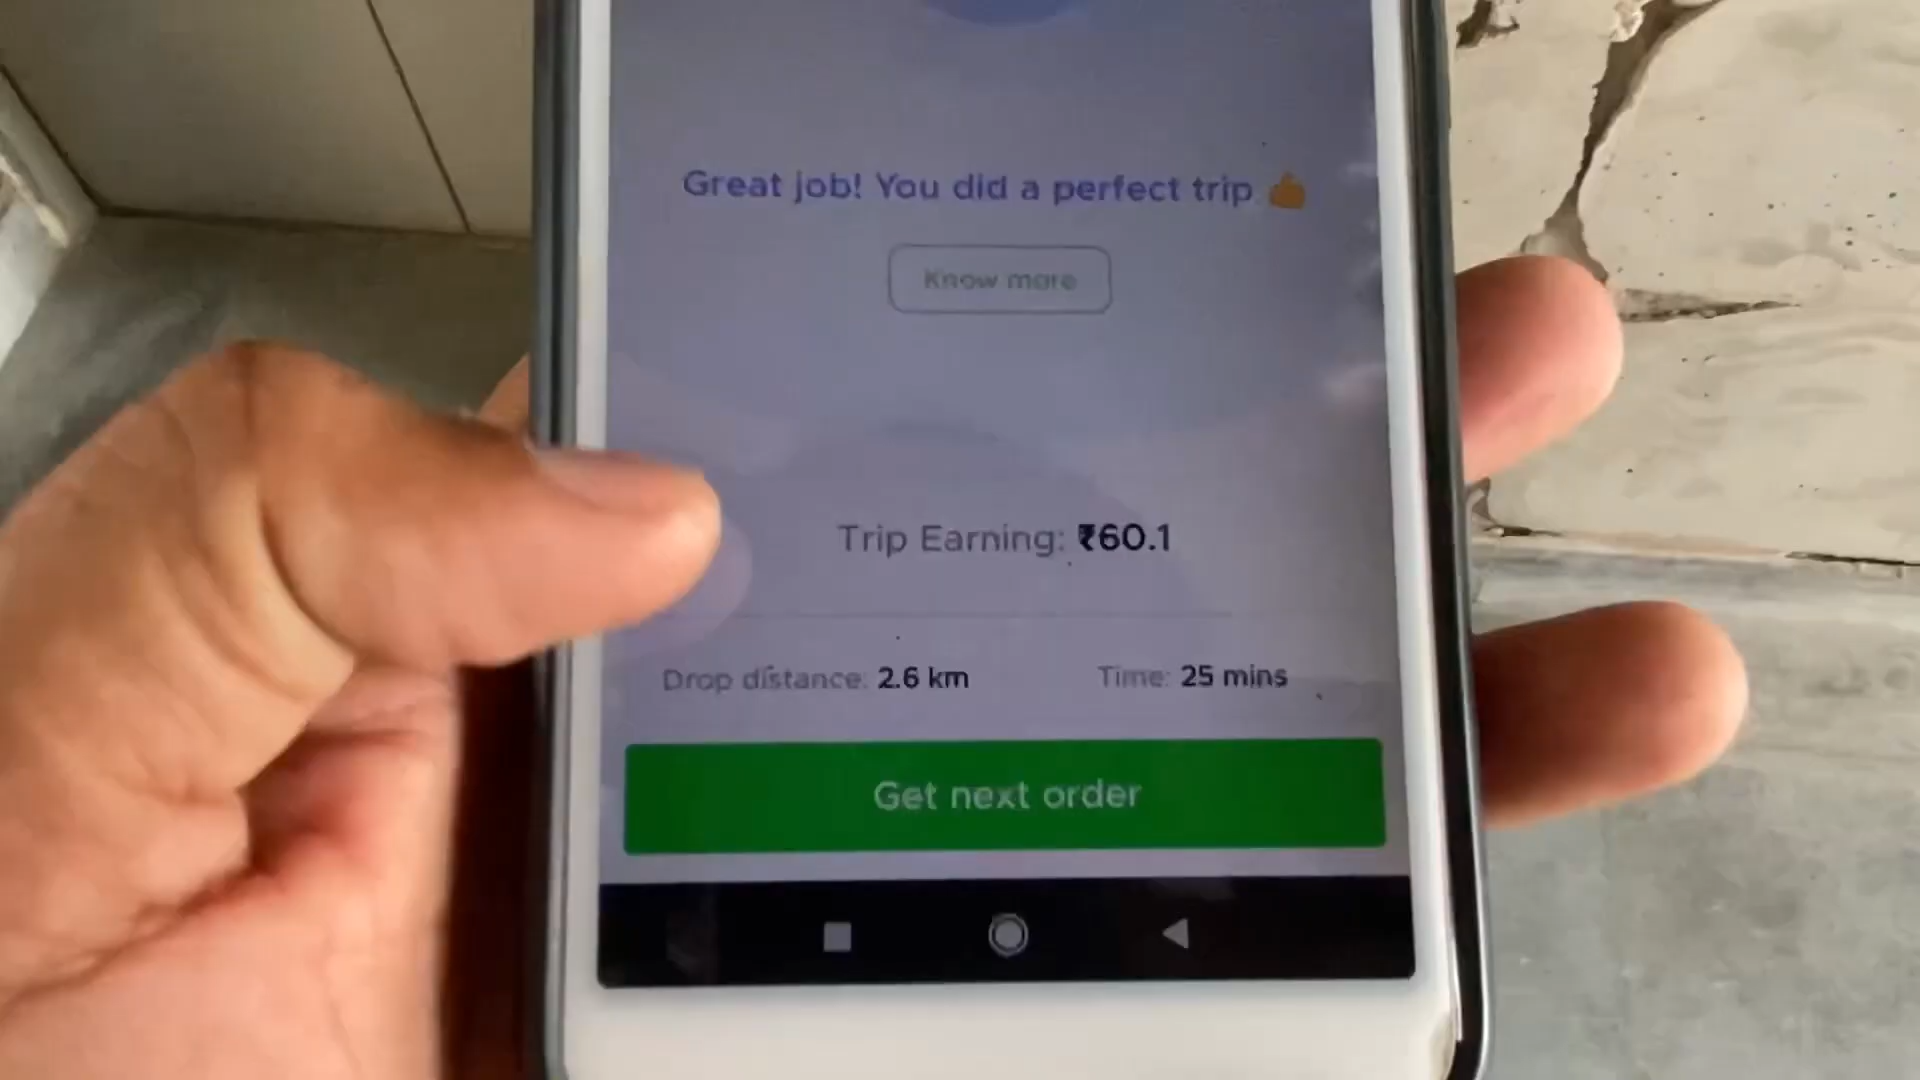 Great job! You did a perfect trip 👍
Know more
Trip Earning: ₹60.1
Drop distance: 2.6 km
Time: 25 mins
Get next order